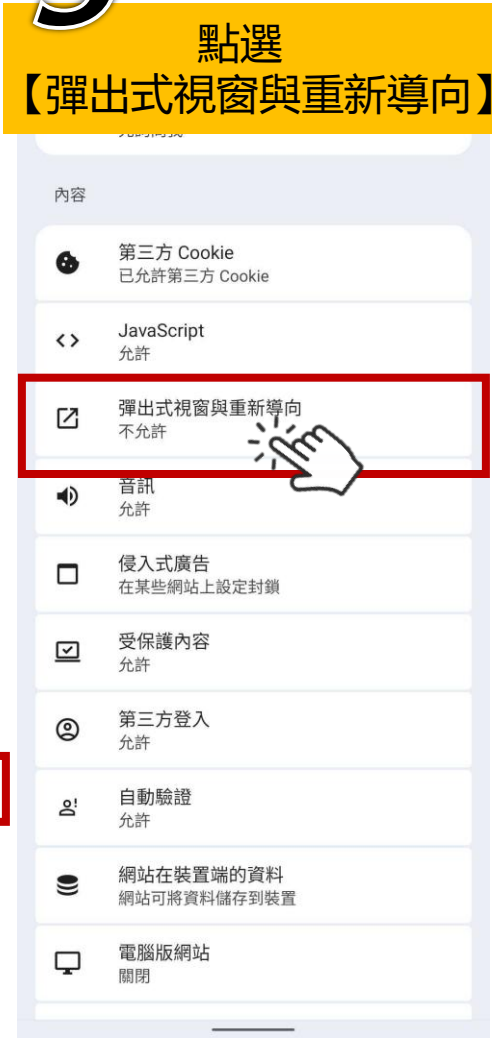 點選
【彈出式視窗與重新導向】
內容
第三方 Cookie
已允許第三方 Cookie
JavaScript
允許
彈出式視窗與重新導向
不允許
音訊
允許
侵入式廣告
在某些網站上設定封鎖
受保護內容
允許
第三方登入
允許
自動驗證
允許
網站在裝置端的資料
網站可將資料儲存到裝置
電腦版網站
關閉